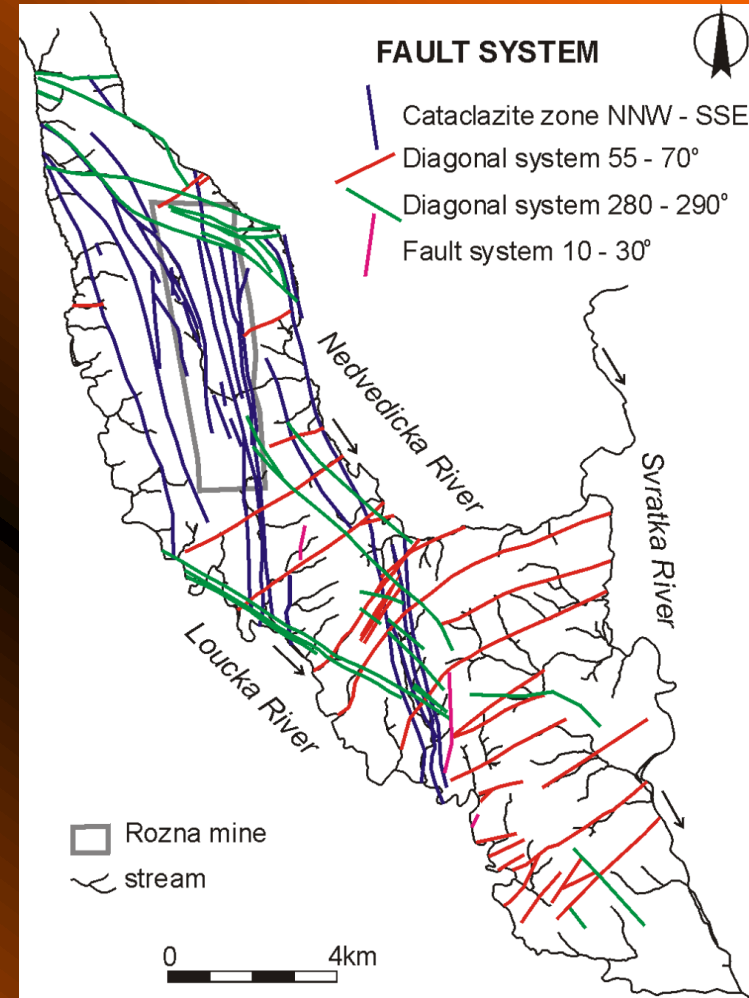 FAULT SYSTEM
Cataclazite zone NNW - SSE
Diagonal system 55 - 70°
Diagonal system 280 - 290°
Fault system 10 - 30°
Nedvedicka River
Svratka River
Loucka River
Rozna mine
stream
0 4km